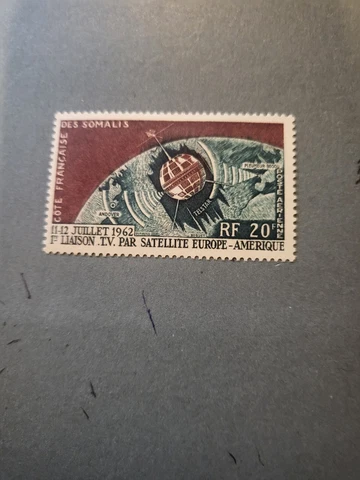 CÔTE FRANÇAISE
DES SOMALIS
POSTE AÉRIENNE
PLEUMEUR-BODOU
ANDOVER
TELSTAR
11-12 JUILLET 1962
1re LIAISON .T.V. PAR SATELLITE EUROPE-AMERIQUE
RF 20F